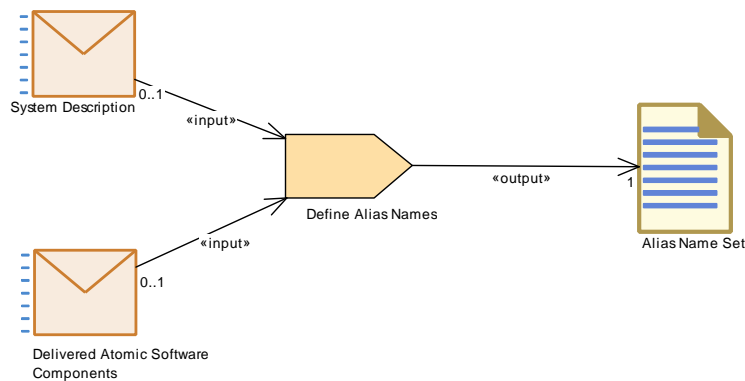 System Description
0..1
«input»
«output»
1
Define Alias Names
Alias Name Set
«input»
0..1
Delivered Atomic Software
Components